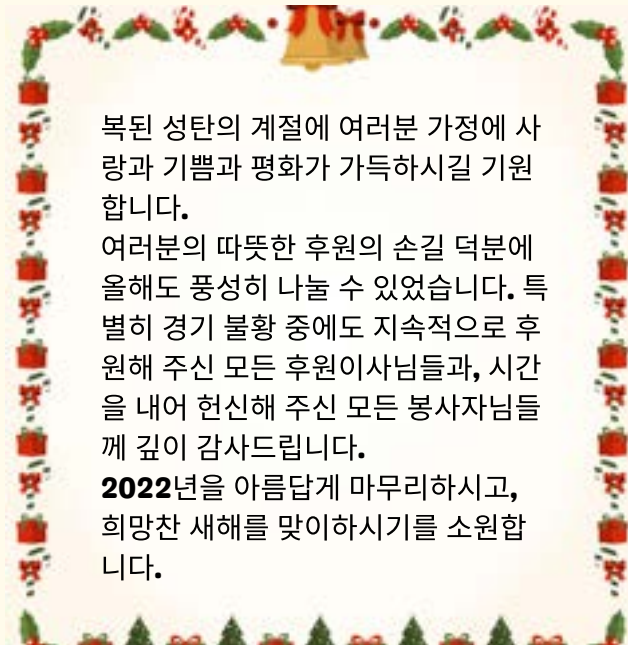 복된 성탄의 계절에 여러분 가정에 사
랑과 기쁨과 평화가 가득하시길 기원
합니다.
여러분의 따뜻한 후원의 손길 덕분에
올해도 풍성히 나눌 수 있었습니다. 특
별히 경기 불황 중에도 지속적으로 후
원해 주신 모든 후원이사님들과, 시간
을 내어 헌신해 주신 모든 봉사자님들
께 깊이 감사드립니다.
2022년을 아름답게 마무리하시고,
희망찬 새해를 맞이하시기를 소원합
니다.